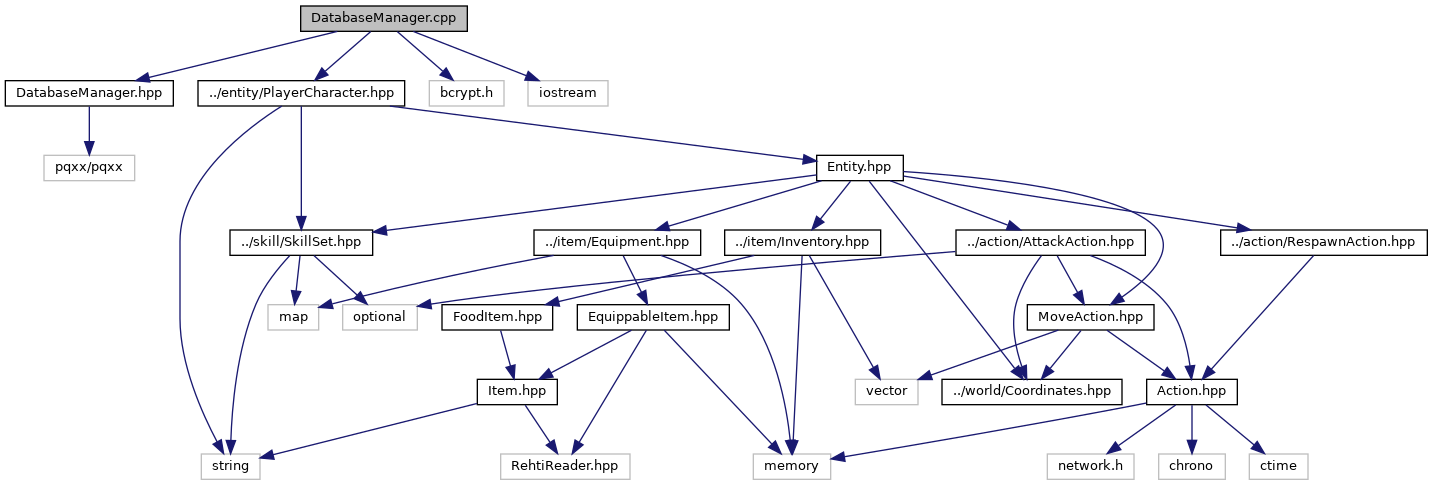 DatabaseManager.cpp
DatabaseManager.hpp
../entity/PlayerCharacter.hpp
bcrypt.h
iostream
pqxx/pqxx
Entity.hpp
../skill/SkillSet.hpp
../item/Equipment.hpp
../item/Inventory.hpp
../action/AttackAction.hpp
../action/RespawnAction.hpp
map
optional
FoodItem.hpp
EquippableItem.hpp
MoveAction.hpp
Item.hpp
vector
../world/Coordinates.hpp
Action.hpp
string
RehtiReader.hpp
memory
network.h
chrono
ctime